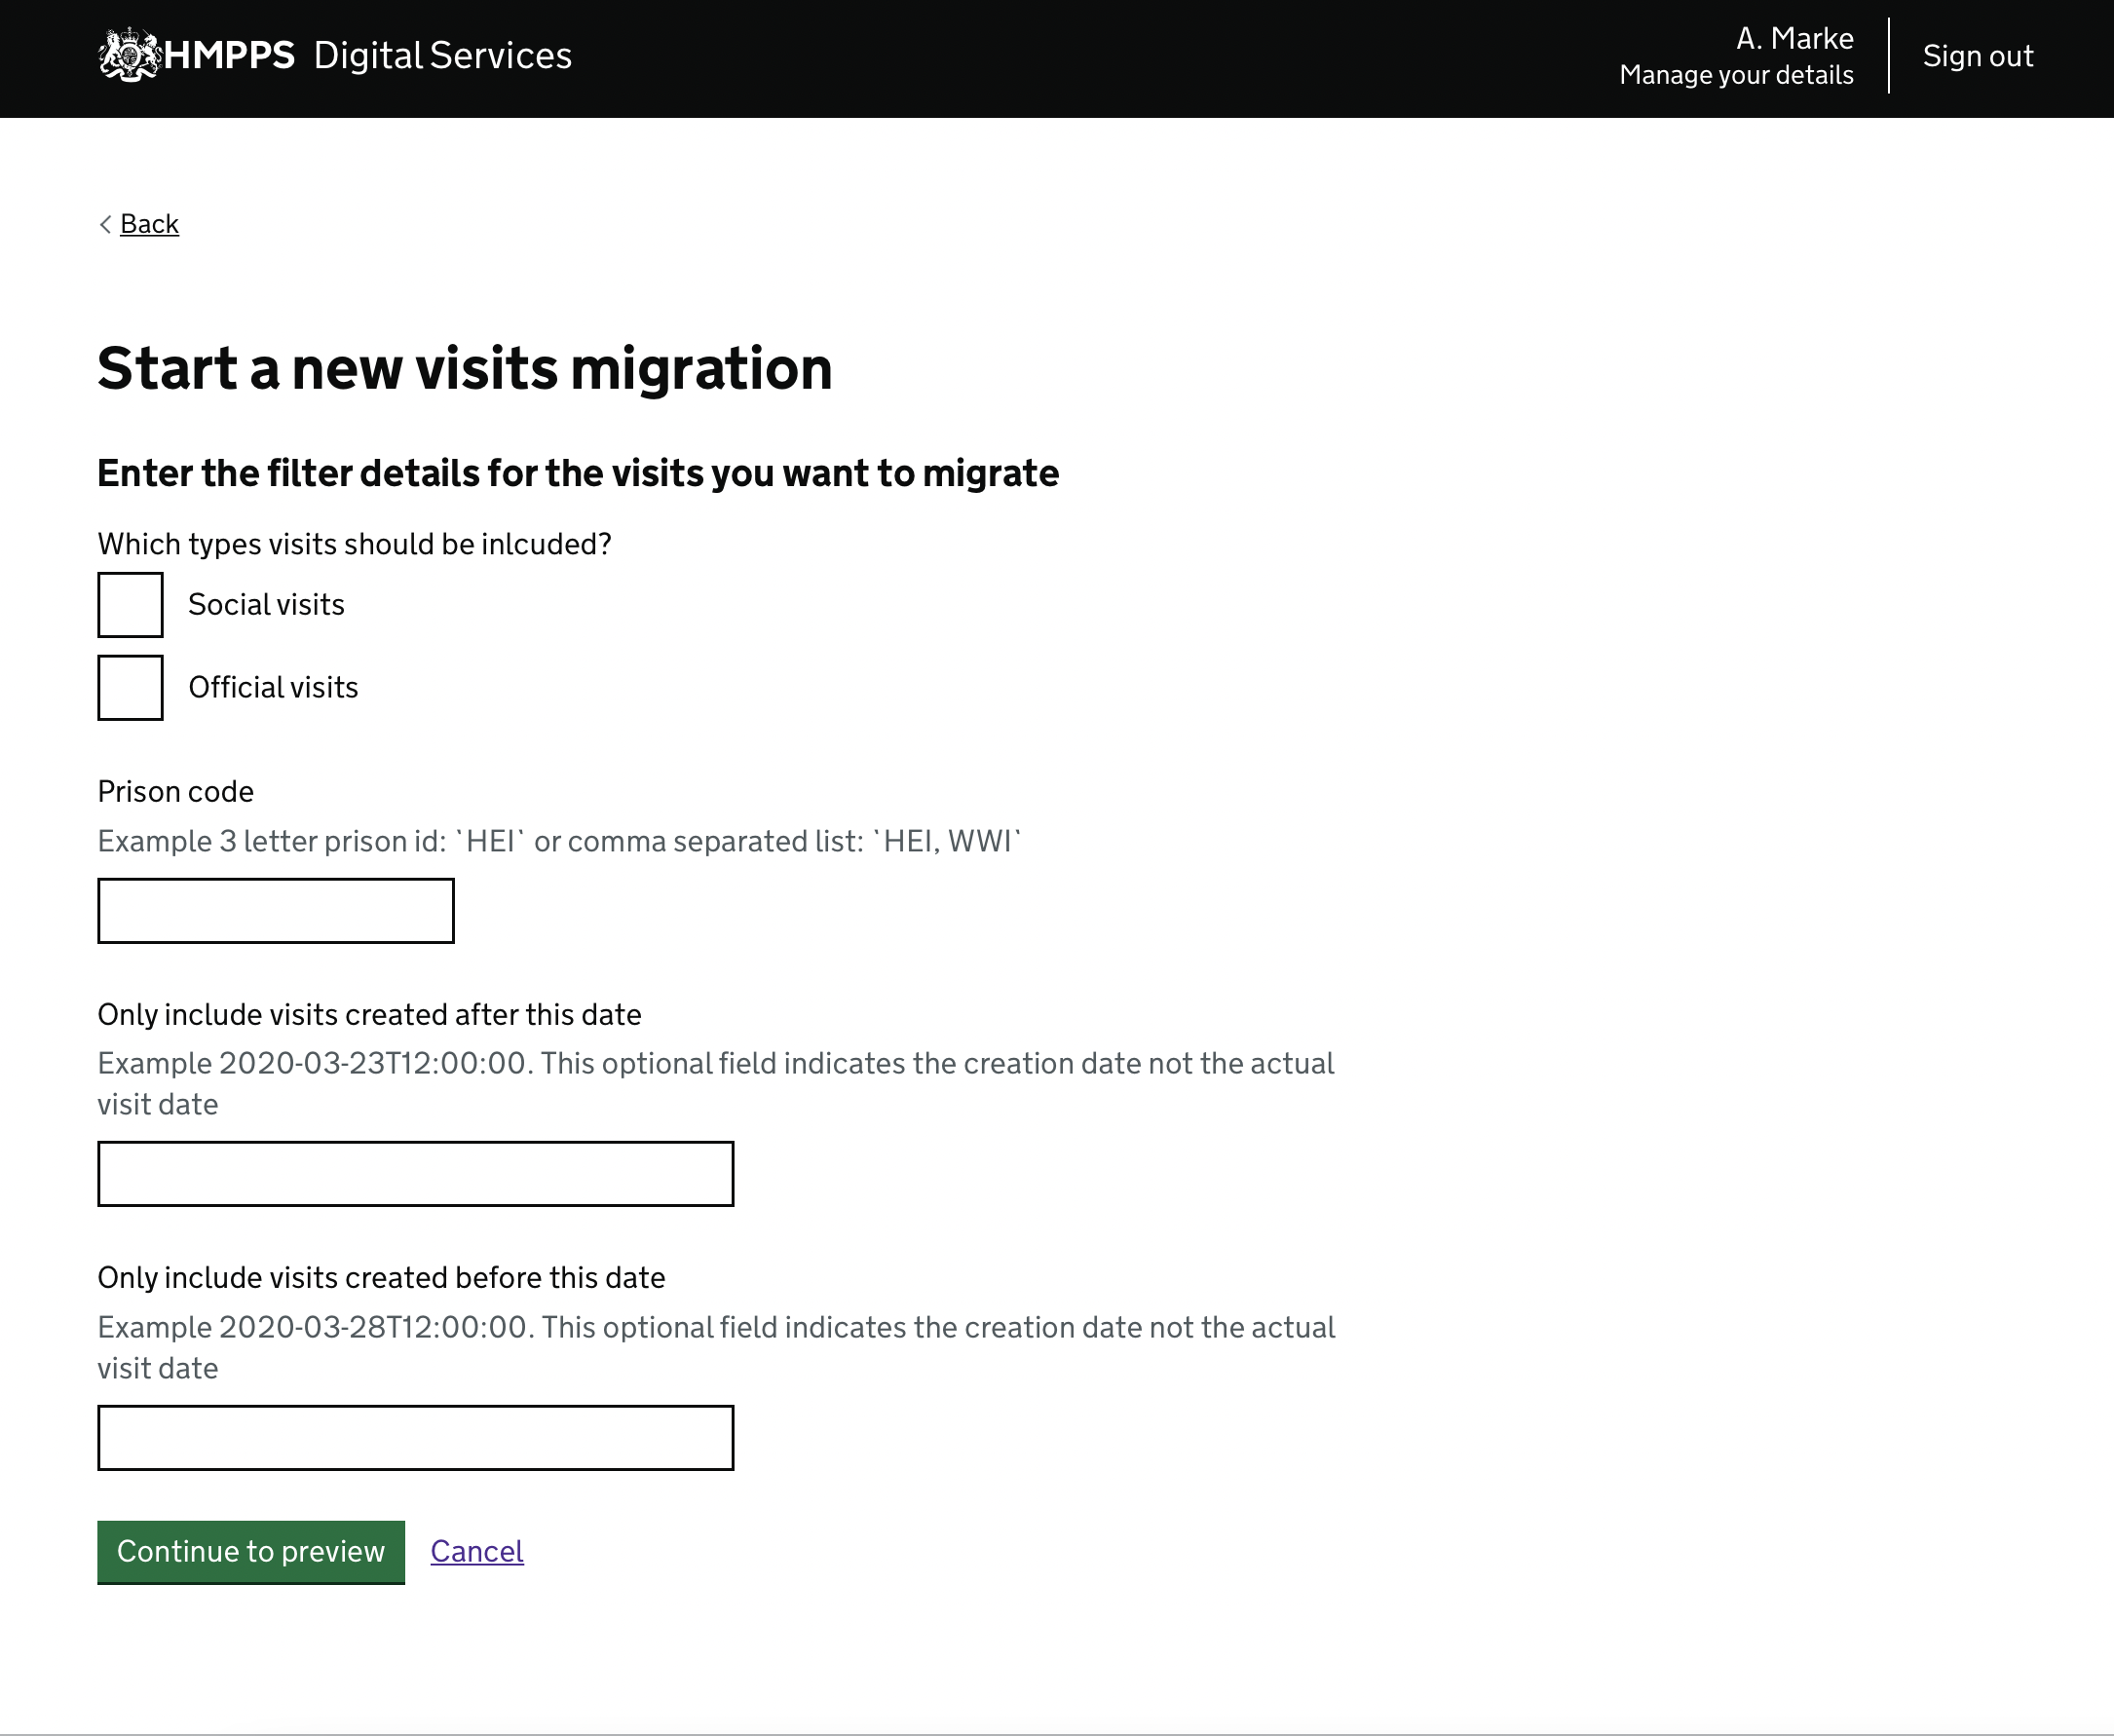 HMPPS Digital Services
A. Marke
Manage your details
Sign out
Back
Start a new visits migration
Enter the filter details for the visits you want to migrate
Which types visits should be inlcuded?
Social visits
Official visits
Prison code
Example 3 letter prison id: `HEI` or comma separated list: `HEI, WWI`
Only include visits created after this date
Example 2020-03-23T12:00:00. This optional field indicates the creation date not the actual
visit date
Only include visits created before this date
Example 2020-03-28T12:00:00. This optional field indicates the creation date not the actual
visit date
Continue to preview
Cancel